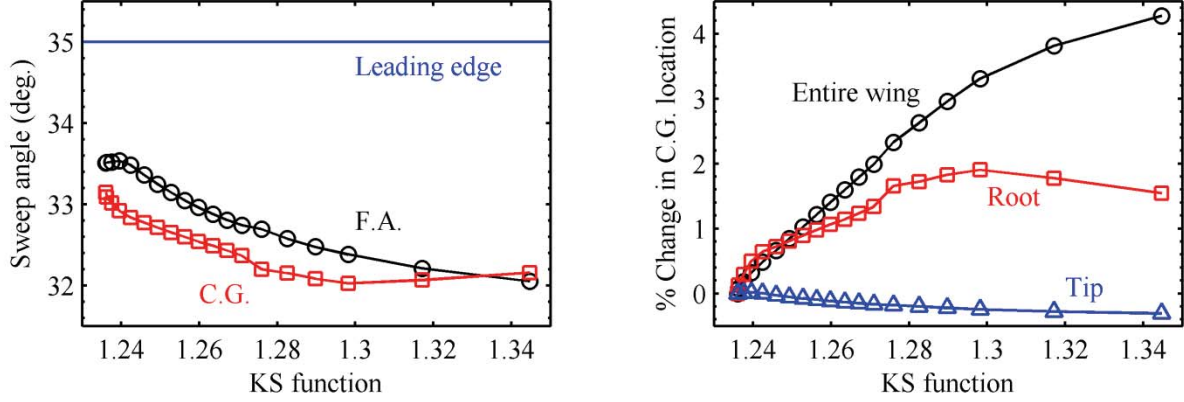 Sweep angle (deg.)
35
34
33
32
Leading edge
F.A.
C.G.
1.24 1.26 1.28 1.3 1.32 1.34
KS function
% Change in C.G. location
4
3
2
1
0
Entire wing
Root
Tip
1.24 1.26 1.28 1.3 1.32 1.34
KS function